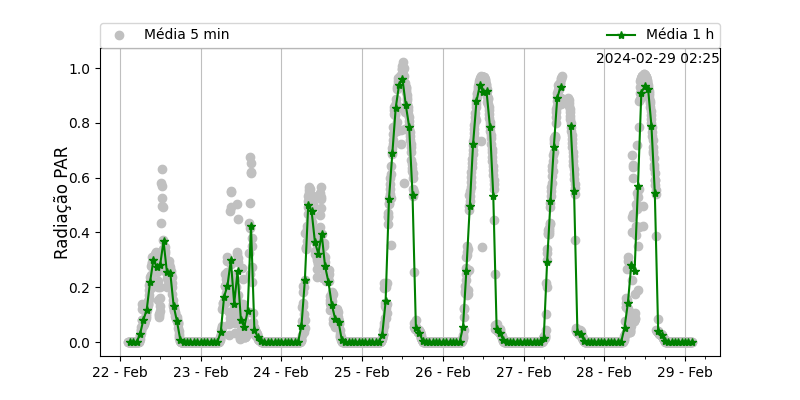 Média 5 min
Média 1 h
2024-02-29 02:25
Radiação PAR
1.0
0.8
0.6
0.4
0.2
0.0
22 - Feb
23 - Feb
24 - Feb
25 - Feb
26 - Feb
27 - Feb
28 - Feb
29 - Feb